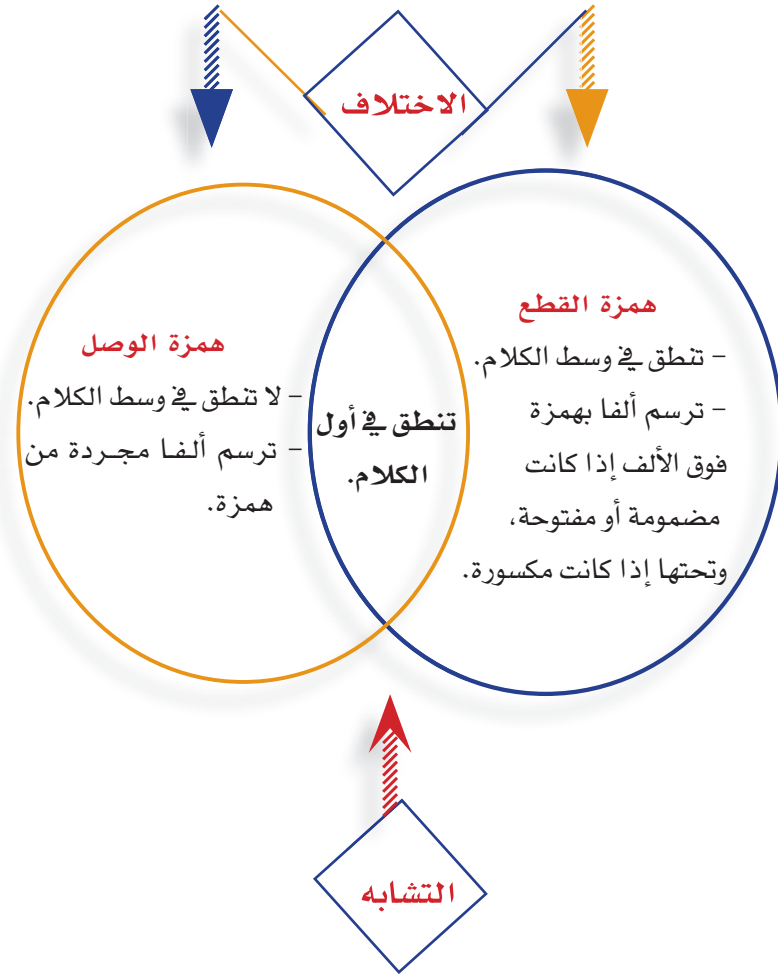 الاختلاف
همزة القطع
- تنطق في وسط الكلام.
- ترسم ألفا بهمزة
فوق الألف إذا كانت
مضمومة أو مفتوحة،
وتحتها إذا كانت مكسورة.
تنطق في أول
الكلام.
همزة الوصل
- لا تنطق في وسط الكلام.
- ترسم ألفا مجردة من
همزة.
التشابه